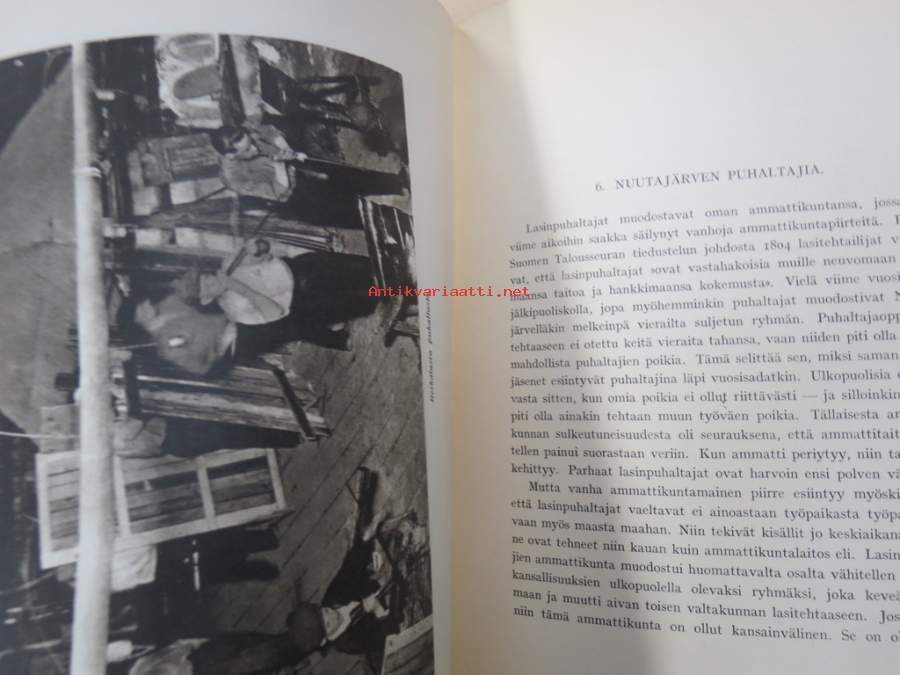 6. NUUTAJÄRVEN PUHALTAJIA.
Lasinpuhaltajat muodostavat oman ammattikuntansa, jossa
viime aikoihin saakka säilynyt vanhoja ammattikuntapiirteitä.
Suomen Talousseuran tiedustelun johdosta 1804 lasitehtailijat
vat, että lasinpuhaltajat sovat vastahakoisia muille neuvomaan
maansa taitoa ja hankkimaansa kokemusta». Vielä viime vuosi
jälkipuoliskolla, jopa myöhemminkin puhaltajat muodostivat N
järvelläkin melkeinpä vierailta suljetun ryhmän. Puhaltajaopp
tehtaaseen ei otettu keitä vieraita tahansa, vaan niiden piti olla
mahdollista puhaltajien poikia. Tämä selittää sen, miksi saman
jäsenet esiintyvät puhaltajina läpi vuosisadatkin. Ulkopuolisia
vasta sitten, kun omia poikia ei ollut riittävästi — ja silloinkin
piti olla ainakin tehtaan muun työväen poikia. Tällaisesta
kunnan sulkeutuneisuudesta oli seurauksena, että ammattitait
tellen painui suorastaan veriin. Kun ammatti periytyy, niin ta
kehittyy. Parhaat lasinpuhaltajat ovat harvoin ensi polven
Mutta vanha ammattikuntamainen piirre esiintyy myöski
että lasinpuhaltajat vaeltavat ei ainoastaan työpaikasta työpa
vaan myös maasta maahan. Niin tekivät kisällit jo keskiaikana
ne ovat tehneet niin kauan kuin ammattikuntalaitos eli. Lasin
jien ammattikunta muodostui huomattavalta osalta vähitellen
kansallisuuksien ulkopuolella olevaksi ryhmäksi, joka keveä
maan ja muutti aivan toisen valtakunnan lasitehtaaseen. Jos
niin tämä ammattikunta on ollut kansainvälinen. Se on
Antikvariaatti.net